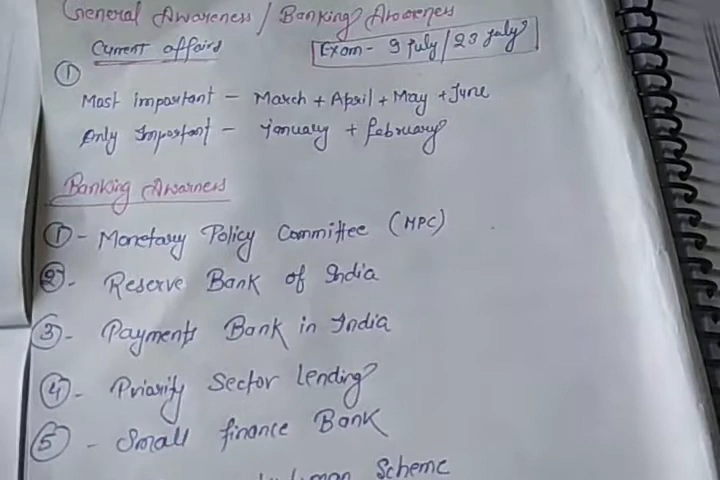 General Awareness / Banking Awareness
Current affairs
Exam - 9 july / 23 july
①
Most important - March + April + May + June
Only Important - January + february
Banking Awarness
① - Monetary Policy Committee (MPC)
② - Reserve Bank of India
③ - Payments Bank in India
④ - Priority Sector Lending
⑤ - Small finance Bank
Scheme